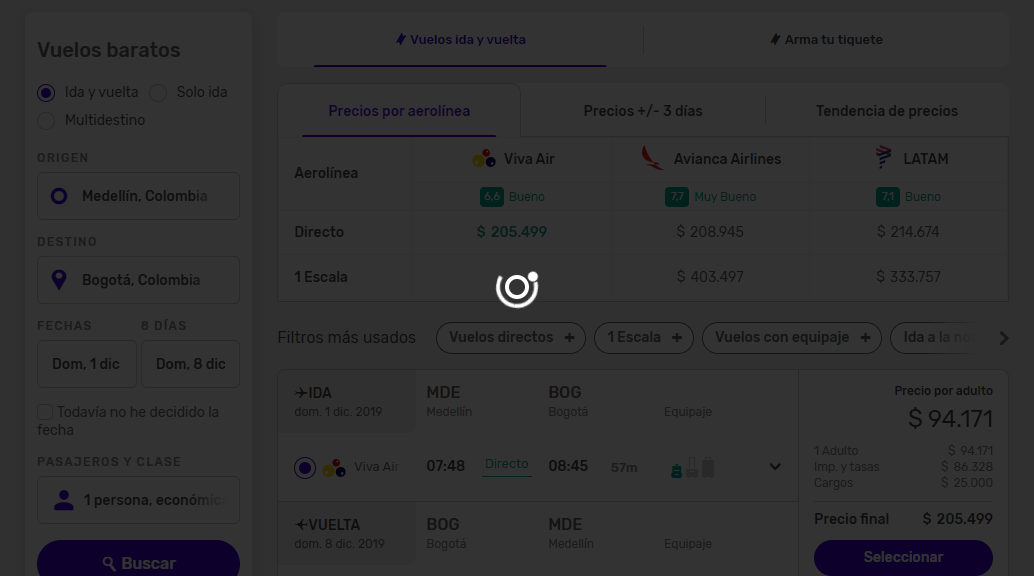 Vuelos baratos
Ida y vuelta
Solo ida
Multidestino
ORIGEN
Medellín, Colombia
DESTINO
Bogotá, Colombia
FECHAS
8 DÍAS
Dom, 1 dic
Dom. 8 dic
Todavía no he decidido la
fecha
PASAJEROS Y CLASE
1 persona, económica
Buscar
Vuelos ida y vuelta
Arma tu tiquete
Precios por aerolínea
Precios +/- 3 días
Tendencia de precios
Aerolínea
Viva Air
Avianca Airlines
LATAM
6,6 Bueno
7,7 Muy Bueno
7,1 Bueno
Directo
$ 205.499
$ 208.945
$ 214.674
1 Escala
$ 403.497
$ 333.757
Filtros más usados
Vuelos directos +
1 Escala +
Vuelos con equipaje +
Ida a la
IDA
dom. 1 dic. 2019
MDE
Medellín
BOG
Bogotá
Equipaje
Viva Air
07:48
Directo
08:45
57m
VUELTA
dom. 8 dic. 2019
BOG
Bogotá
MDE
Medellín
Equipaje
Precio por adulto
$ 94.171
1 Adulto $ 94.171
Imp. y tasas $ 86.328
Cargos $ 25.000
Precio final $ 205.499
Seleccionar